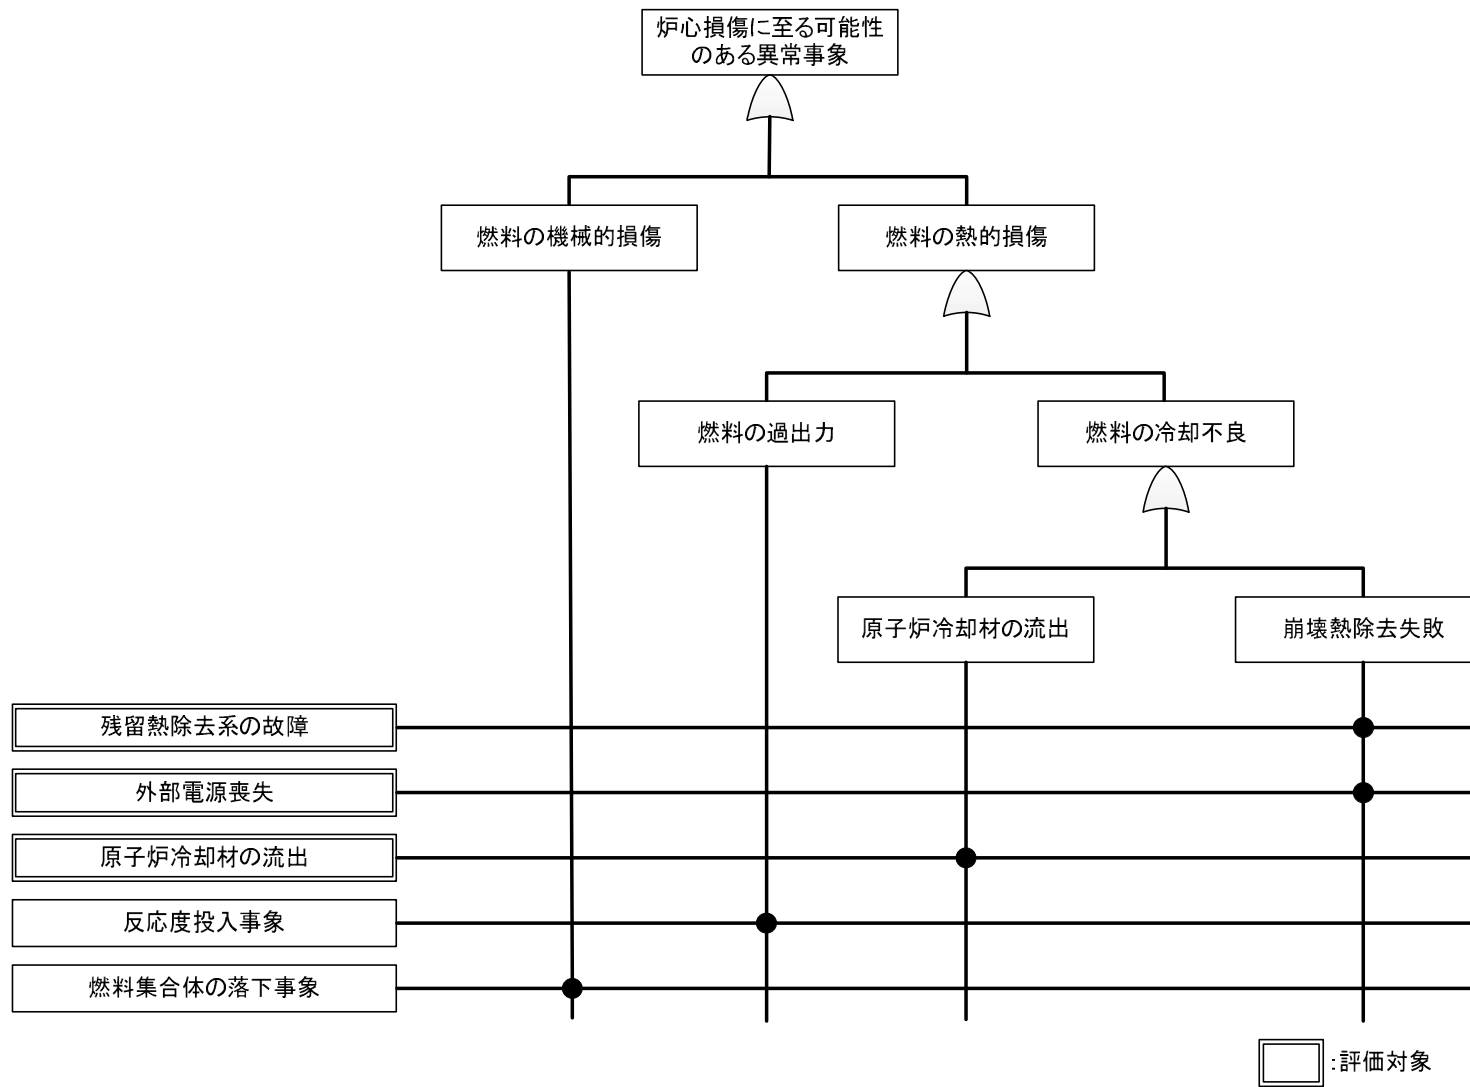 炉心損傷に至る可能性
のある異常事象
燃料の機械的損傷
燃料の熱的損傷
燃料の過出力
燃料の冷却不良
原子炉冷却材の流出
崩壊熱除去失敗
残留熱除去系の故障
外部電源喪失
原子炉冷却材の流出
反応度投入事象
燃料集合体の落下事象
:評価対象